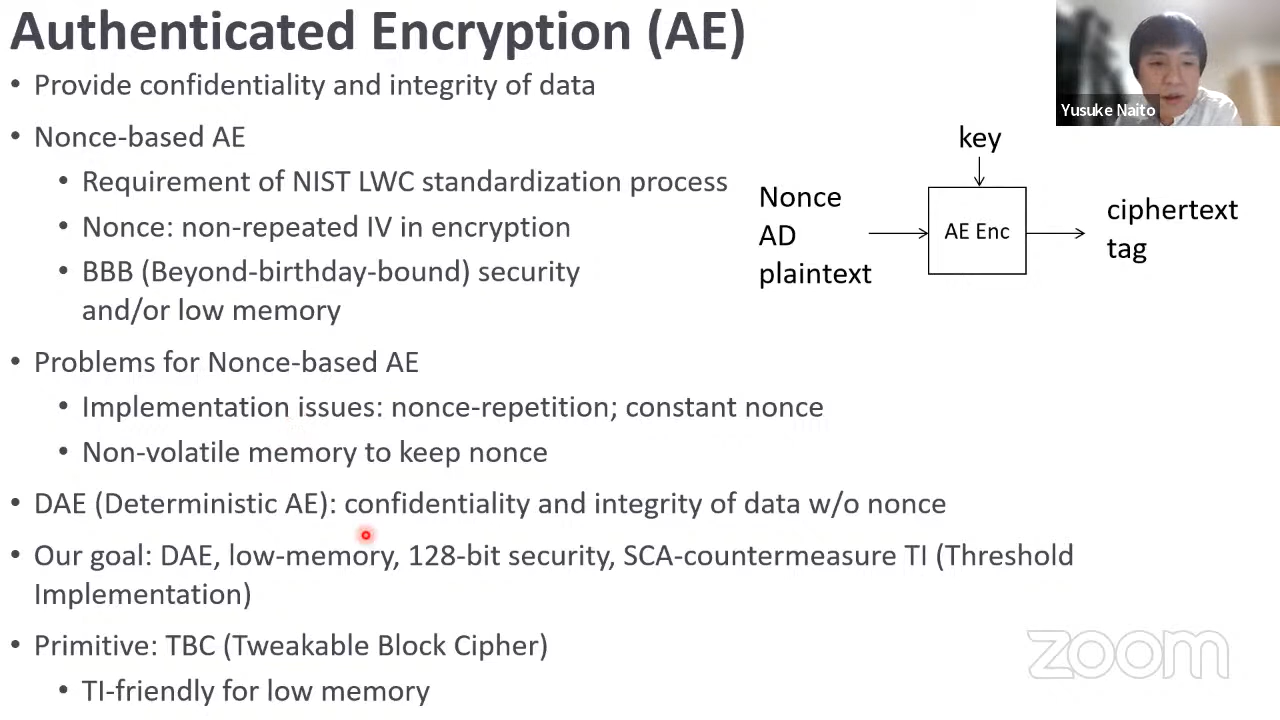 Authenticated Encryption (AE)
• Provide confidentiality and integrity of data
• Nonce-based AE
• Requirement of NIST LWC standardization process
• Nonce: non-repeated IV in encryption
• BBB (Beyond-birthday-bound) security
and/or low memory
• Problems for Nonce-based AE
• Implementation issues: nonce-repetition; constant nonce
• Non-volatile memory to keep nonce
• DAE (Deterministic AE): confidentiality and integrity of data w/o nonce
• Our goal: DAE, low-memory, 128-bit security, SCA-countermeasure TI (Threshold
Implementation)
• Primitive: TBC (Tweakable Block Cipher)
• TI-friendly for low memory
Yusuke Naito
key
Nonce
AD
plaintext
AE Enc
ciphertext
tag
zoom